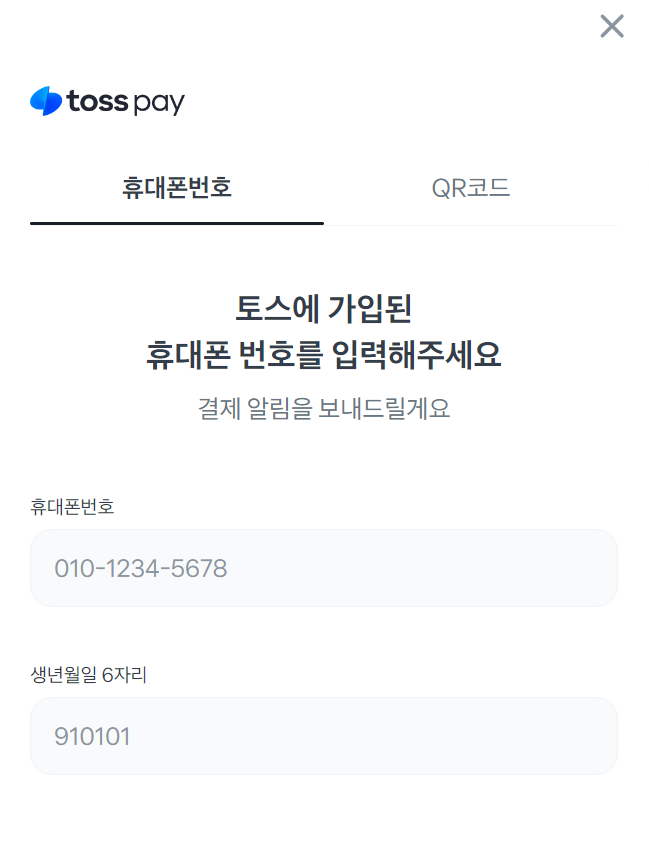 toss pay
휴대폰번호 QR코드
토스에 가입된
휴대폰 번호를 입력해주세요
결제 알림을 보내드릴게요
휴대폰번호
010-1234-5678
생년월일 6자리
910101